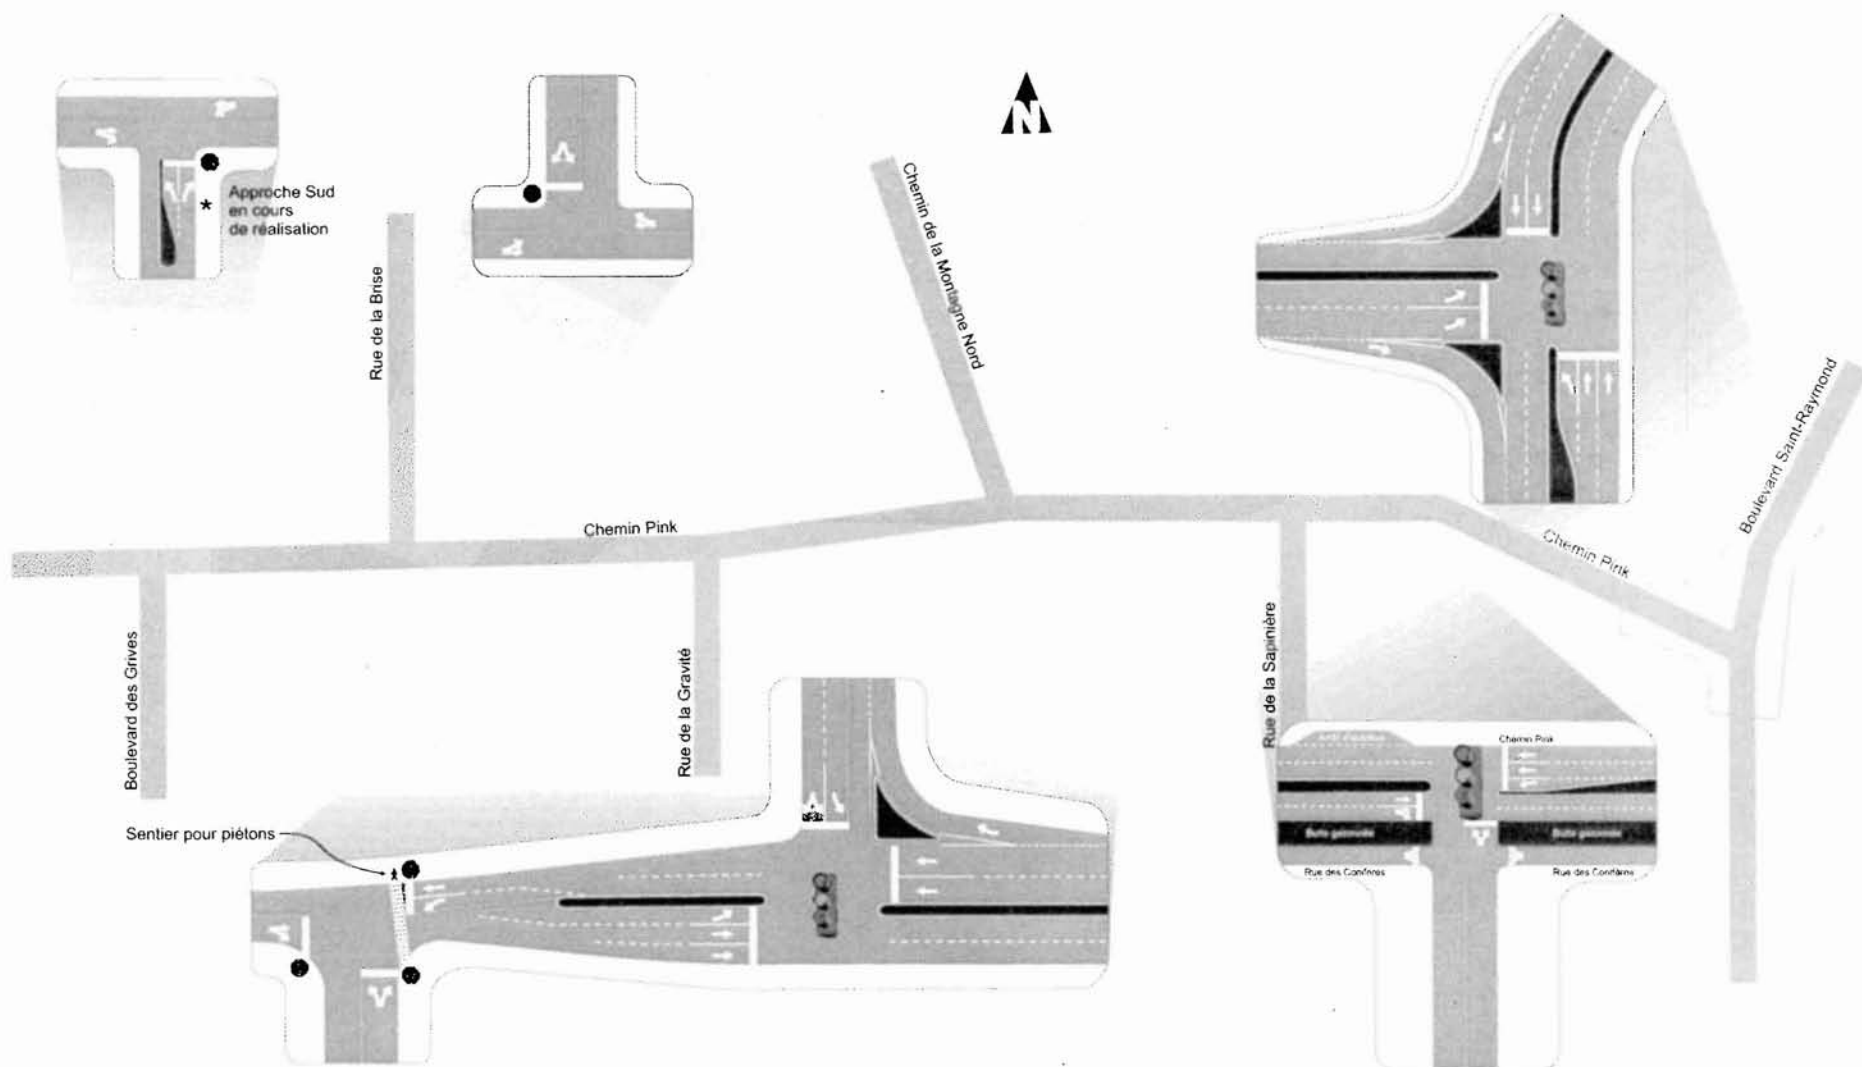 Approche Sud
en cours
de réalisation
N
Rue de la Brise
Chemin de la Montagne Nord
Boulevard Saint-Raymond
Chemin Pink
Chemin Pink
Boulevard des Grives
Rue de la Gravité
Rue de la Sapinière
Sentier pour piétons
Arrêt d'autobus
Chemin Pink
Butte gazonnée
Butte gazonnée
Rue des Conifères
Rue des Conifères